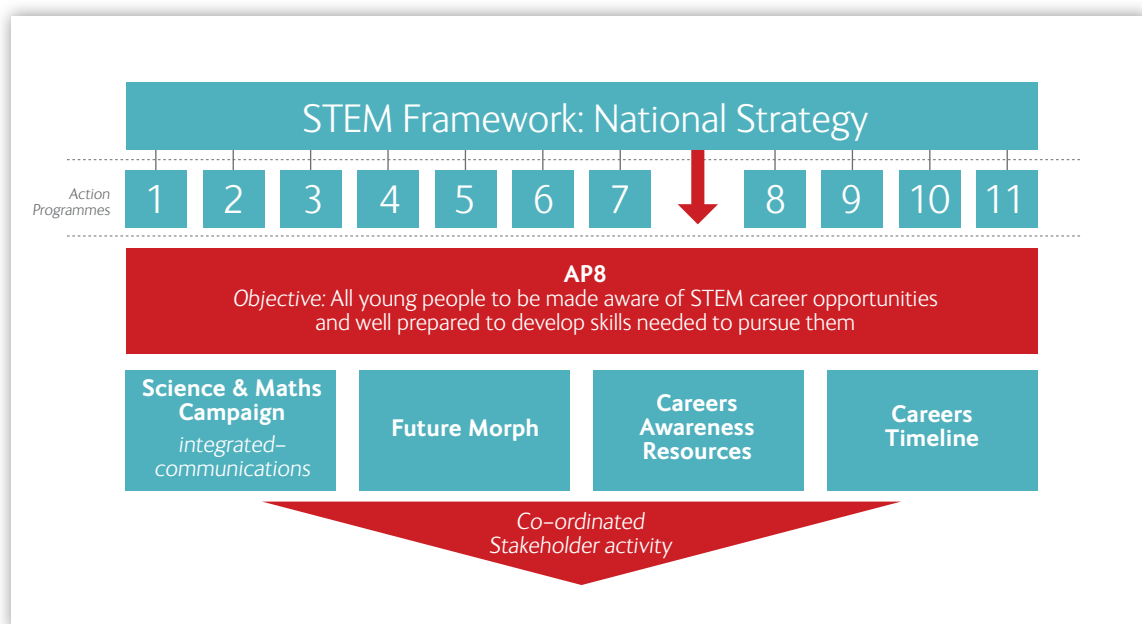 STEM Framework: National Strategy
Action
Programmes
1 2 3 4 5 6 7 8 9 10 11
AP8
Objective: All young people to be made aware of STEM career opportunities
and well prepared to develop skills needed to pursue them
Science & Maths
Campaign
integrated–
communications
Future Morph
Careers
Awareness
Resources
Careers
Timeline
Co–ordinated
Stakeholder activity